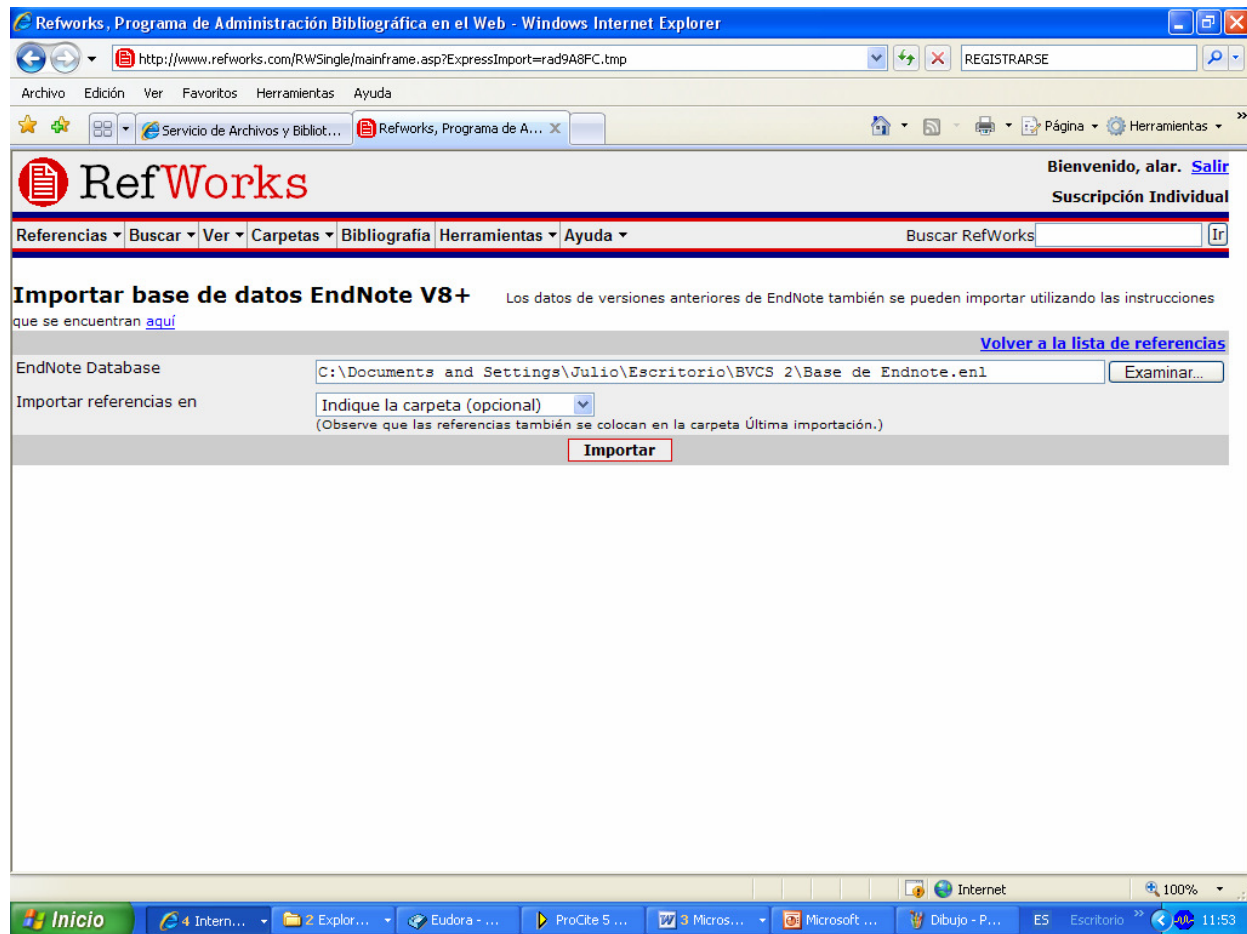 Refworks, Programa de Administración Bibliográfica en el Web - Windows Internet Explorer
http://www.refworks.com/RWSingle/mainframe.asp?ExpressImport=rad9A8FC.tmp REGISTRARSE
Archivo Edición Ver Favoritos Herramientas Ayuda
Servicio de Archivos y Bibliot... Refworks, Programa de A... Página Herramientas »
RefWorks
Bienvenido, alar. Salir
Suscripción Individual
Referencias Buscar Ver Carpetas Bibliografía Herramientas Ayuda Buscar RefWorks Ir
Importar base de datos EndNote V8+ Los datos de versiones anteriores de EndNote también se pueden importar utilizando las instrucciones
que se encuentran aquí
Volver a la lista de referencias
EndNote Database C:\Documents and Settings\Julio\Escritorio\BVCS 2\Base de Endnote.enl Examinar...
Importar referencias en Indique la carpeta (opcional)
(Observe que las referencias también se colocan en la carpeta Última importación.)
Importar
Internet 100%
Inicio 4 Intern... 2 Explor... Eudora - ... ProCite 5 ... 3 Micros... Microsoft ... Dibujo - P... ES Escritorio » 11:53